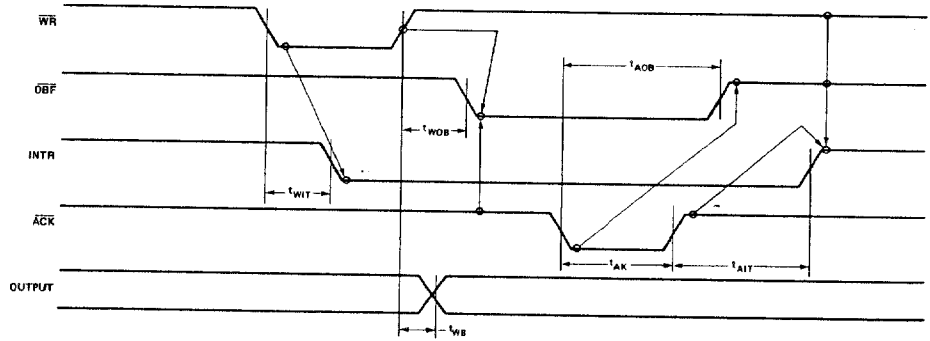 WR
tAOB
OBF
tWOB
INTR
tWIT
ACK
tAK
tAIT
OUTPUT
tWB